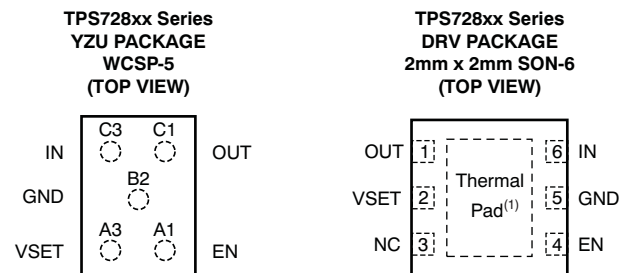 TPS728xx Series
YZU PACKAGE
WCSP-5
(TOP VIEW)
C3 C1
IN OUT
B2
GND
A3 A1
VSET EN
TPS728xx Series
DRV PACKAGE
2mm x 2mm SON-6
(TOP VIEW)
OUT 1 6 IN
Thermal
VSET 2 5 GND
Pad(1)
NC 3 4 EN